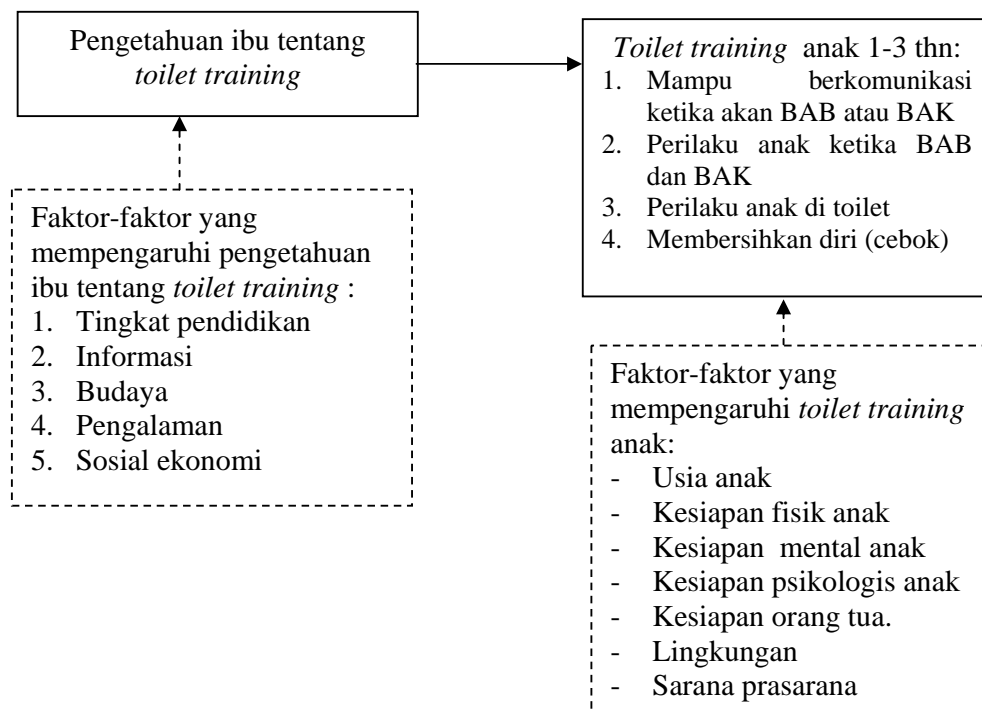 Pengetahuan ibu tentang
toilet training
Toilet training anak 1-3 thn:
1. Mampu berkomunikasi
ketika akan BAB atau BAK
2. Perilaku anak ketika BAB
dan BAK
3. Perilaku anak di toilet
4. Membersihkan diri (cebok)
Faktor-faktor yang
mempengaruhi pengetahuan
ibu tentang toilet training :
1. Tingkat pendidikan
2. Informasi
3. Budaya
4. Pengalaman
5. Sosial ekonomi
Faktor-faktor yang
mempengaruhi toilet training
anak:
- Usia anak
- Kesiapan fisik anak
- Kesiapan mental anak
- Kesiapan psikologis anak
- Kesiapan orang tua.
- Lingkungan
- Sarana prasarana